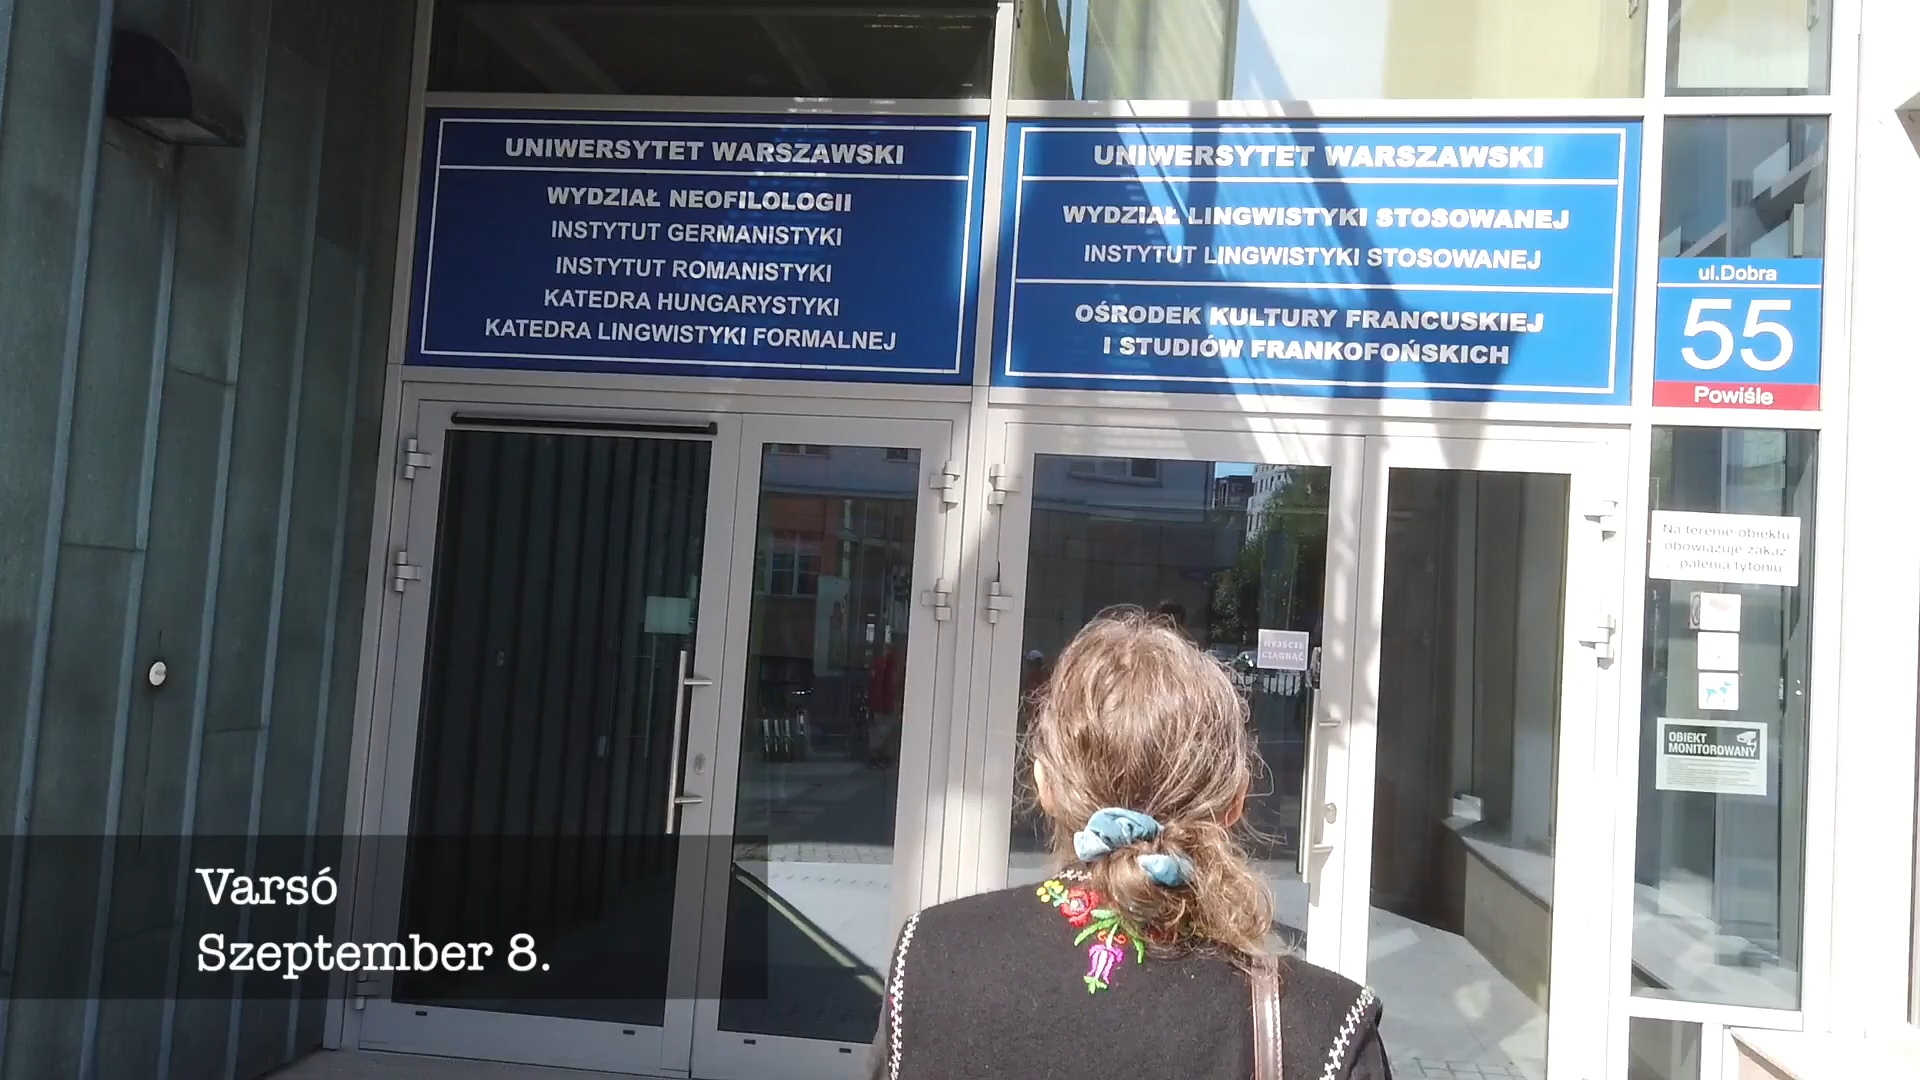 UNIWERSYTET WARSZAWSKI
WYDZIAŁ NEOFILOLOGII
INSTYTUT GERMANISTYKI
INSTYTUT ROMANISTYKI
KATEDRA HUNGARYSTYKI
KATEDRA LINGWISTYKI FORMALNEJ
UNIWERSYTET WARSZAWSKI
WYDZIAŁ LINGWISTYKI STOSOWANEJ
INSTYTUT LINGWISTYKI STOSOWANEJ
OŚRODEK KULTURY FRANCUSKIEJ
I STUDIÓW FRANKOFOŃSKICH
ul.Dobra
55
Powiśle
Na terenie obiektu
obowiązuje zakaz
palenia tytoniu
WEJŚCIE
CIĄGNĄĆ
OBIEKT
MONITOROWANY
Varsó
Szeptember 8.